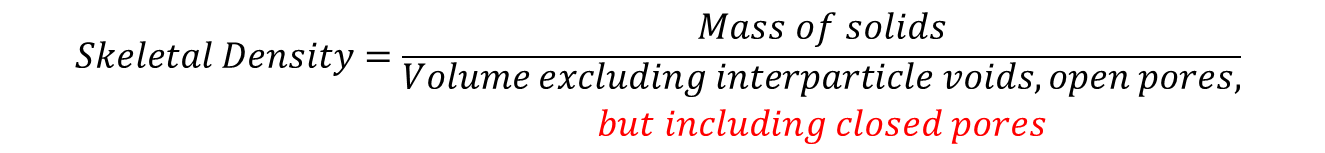 Mass of solids
Skeletal Density =
Volume excluding interparticle voids, open pores,
but including closed pores